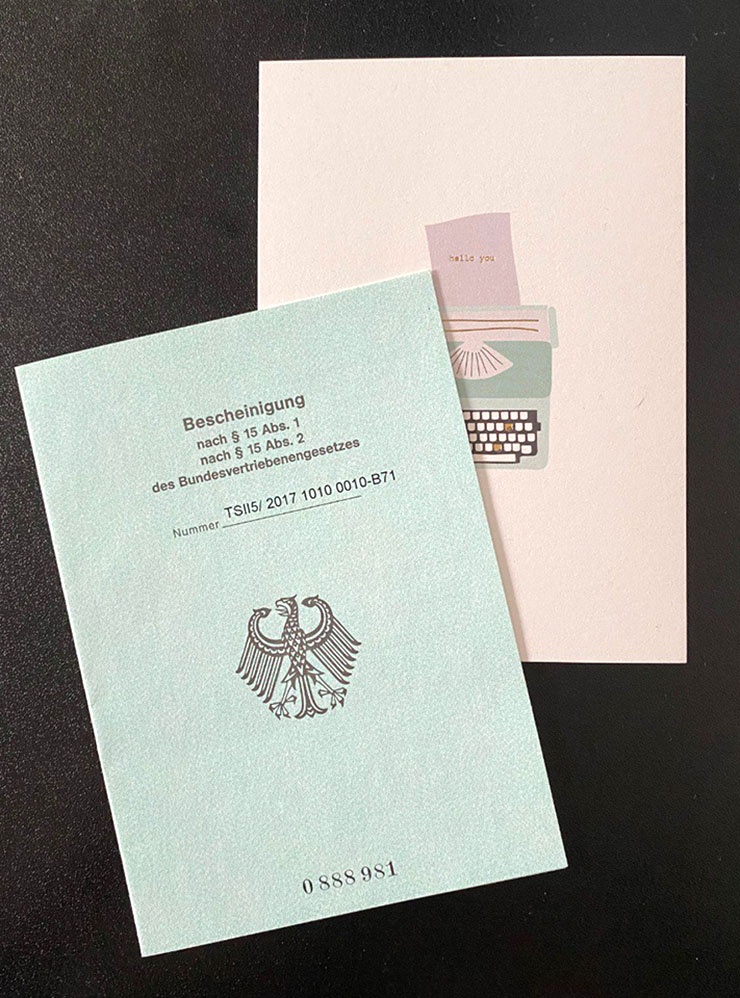 hello you
Bescheinigung
nach § 15 Abs. 1
nach § 15 Abs. 2
des Bundesvertriebenengesetzes
Nummer TSII5/ 2017 1010 0010-B71
0 888 981